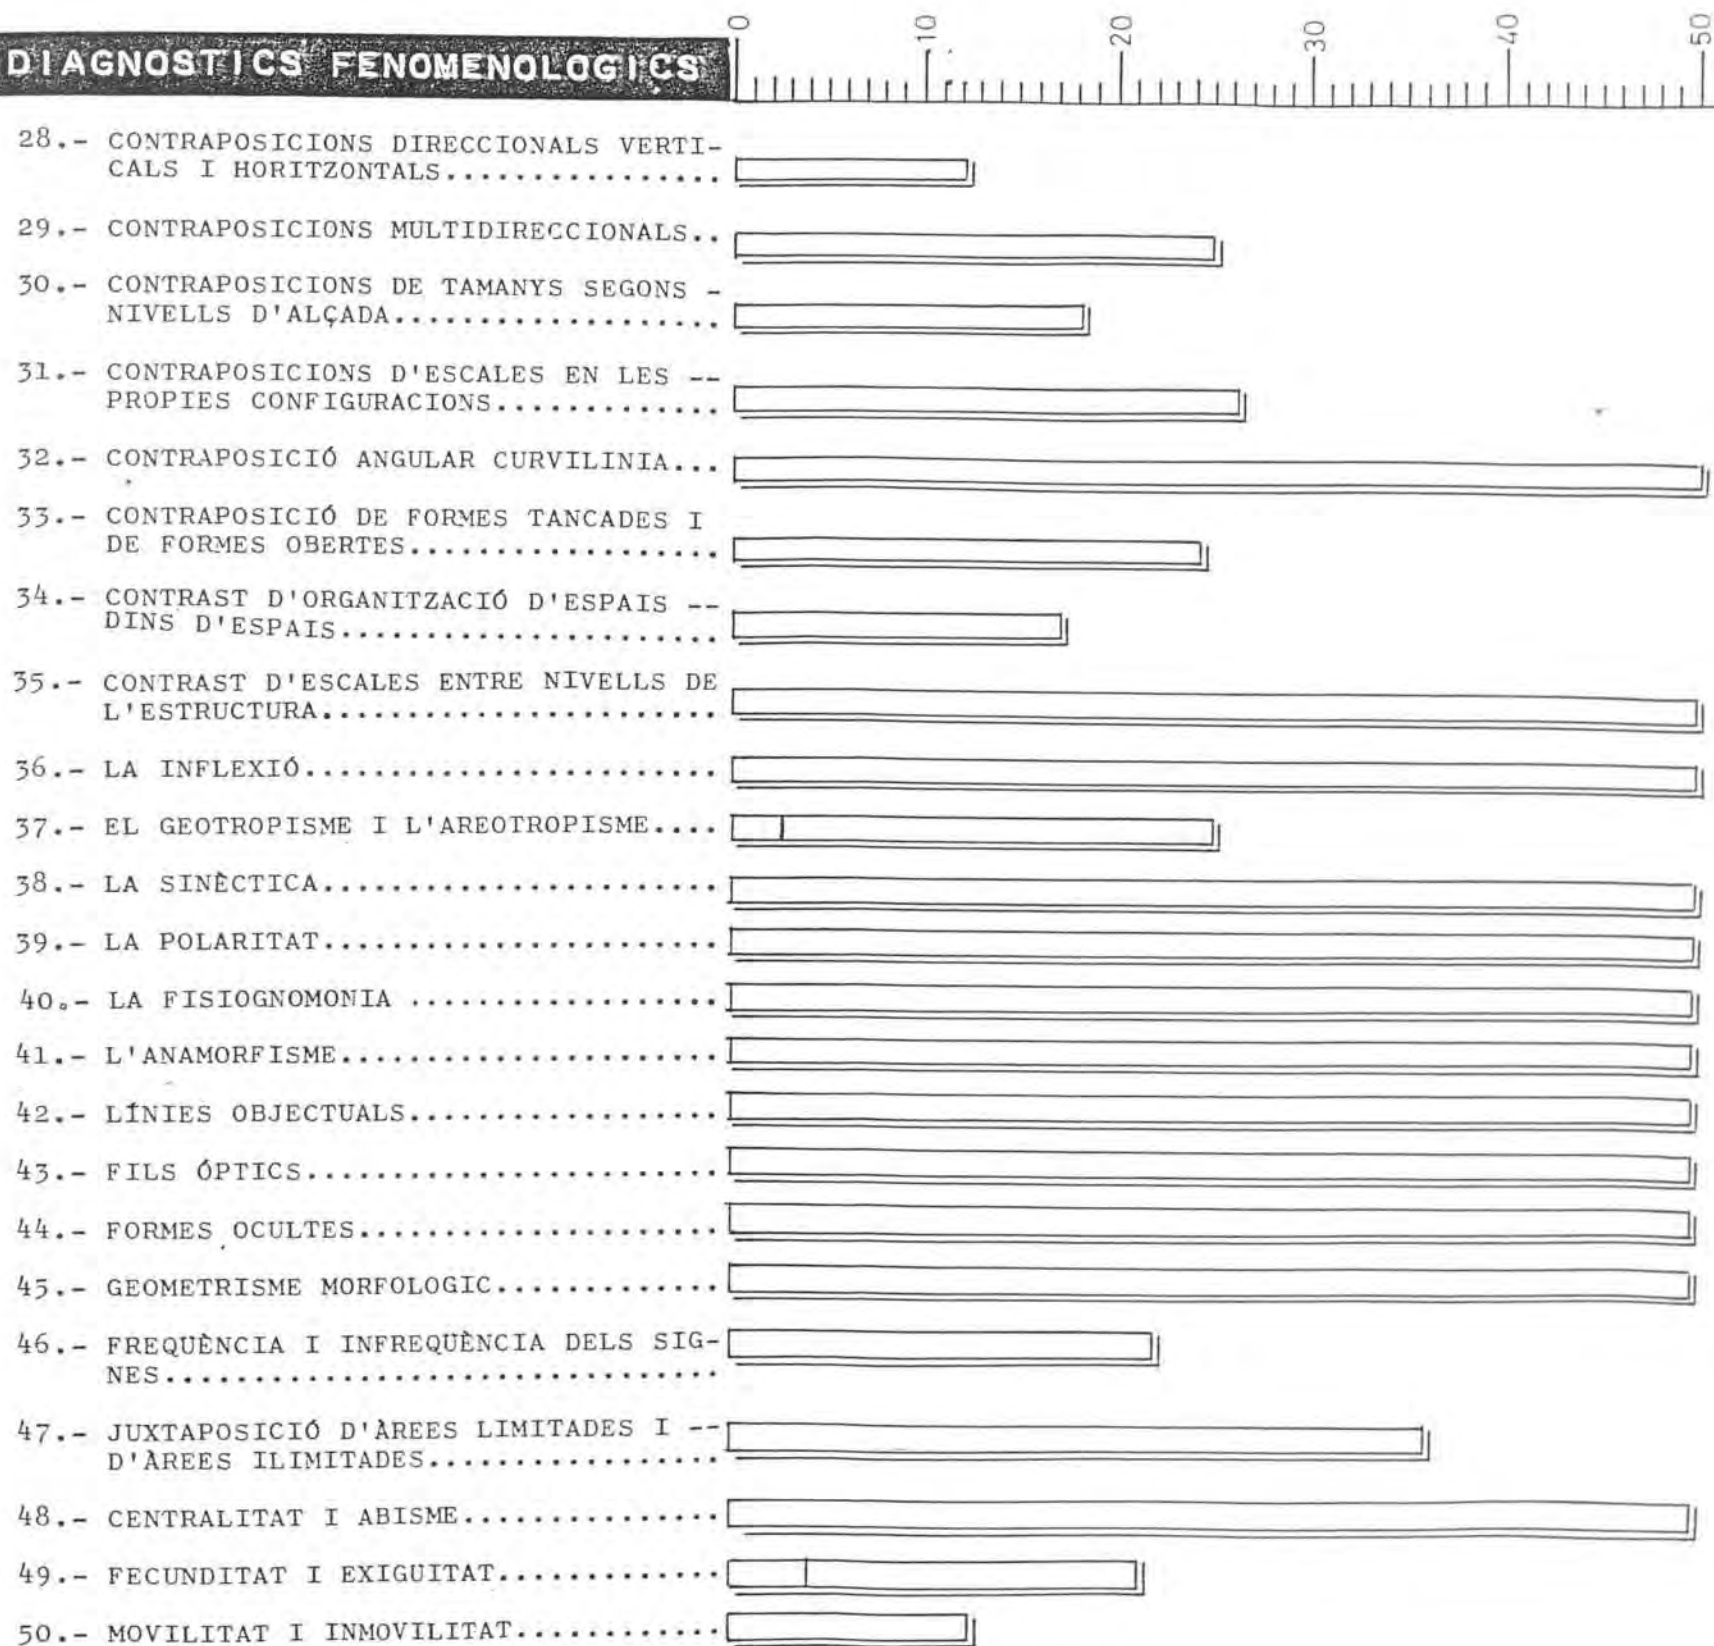 0 10 20 30 40 50
DIAGNOSTICS FENOMENOLOGICS
28.- CONTRAPOSICIONS DIRECCIONALS VERTI-
CALS I HORITZONTALS................
29.- CONTRAPOSICIONS MULTIDIRECCIONALS..
30.- CONTRAPOSICIONS DE TAMANYS SEGONS -
NIVELLS D'ALÇADA...................
31.- CONTRAPOSICIONS D'ESCALES EN LES --
PROPIES CONFIGURACIONS.............
32.- CONTRAPOSICIÓ ANGULAR CURVILINIA...
33.- CONTRAPOSICIÓ DE FORMES TANCADES I
DE FORMES OBERTES..................
34.- CONTRAST D'ORGANITZACIÓ D'ESPAIS --
DINS D'ESPAIS......................
35.- CONTRAST D'ESCALES ENTRE NIVELLS DE
L'ESTRUCTURA.......................
36.- LA INFLEXIÓ........................
37.- EL GEOTROPISME I L'AREOTROPISME....
38.- LA SINÈCTICA.......................
39.- LA POLARITAT.......................
40.- LA FISIOGNOMONIA ..................
41.- L'ANAMORFISME......................
42.- LÍNIES OBJECTUALS..................
43.- FILS ÓPTICS........................
44.- FORMES OCULTES.....................
45.- GEOMETRISME MORFOLOGIC.............
46.- FREQUÈNCIA I INFREQUÈNCIA DELS SIG-
NES................................
47.- JUXTAPOSICIÓ D'ÀREES LIMITADES I --
D'ÀREES ILIMITADES.................
48.- CENTRALITAT I ABISME...............
49.- FECUNDITAT I EXIGUITAT.............
50.- MOVILITAT I INMOVILITAT............